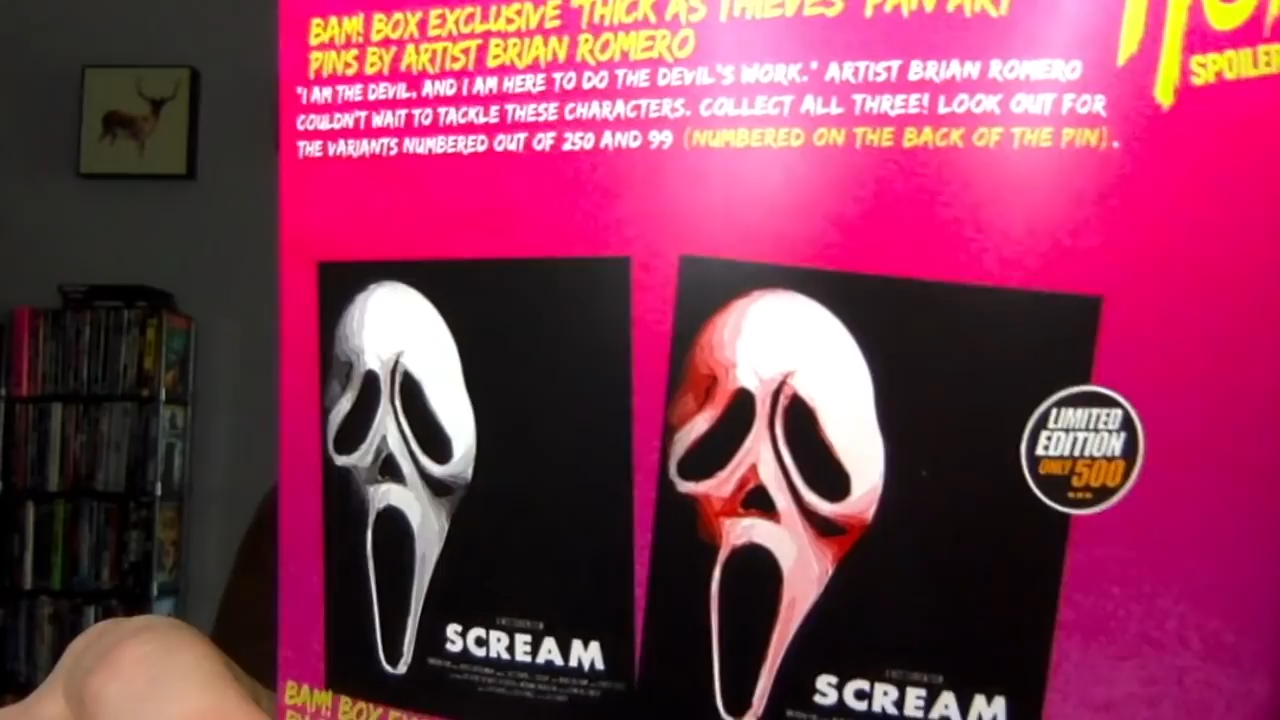 BAM! BOX EXCLUSIVE "THICK AS THIEVES" FAN ART
PINS BY ARTIST BRIAN ROMERO
"I AM THE DEVIL, AND I AM HERE TO DO THE DEVIL'S WORK." ARTIST BRIAN ROMERO
COULDN'T WAIT TO TACKLE THESE CHARACTERS. COLLECT ALL THREE! LOOK OUT FOR
THE VARIANTS NUMBERED OUT OF 250 AND 99 (NUMBERED ON THE BACK OF THE PIN).
SPOILER
LIMITED
EDITION
ONLY 500
SCREAM
SCREAM
BAM! BOX